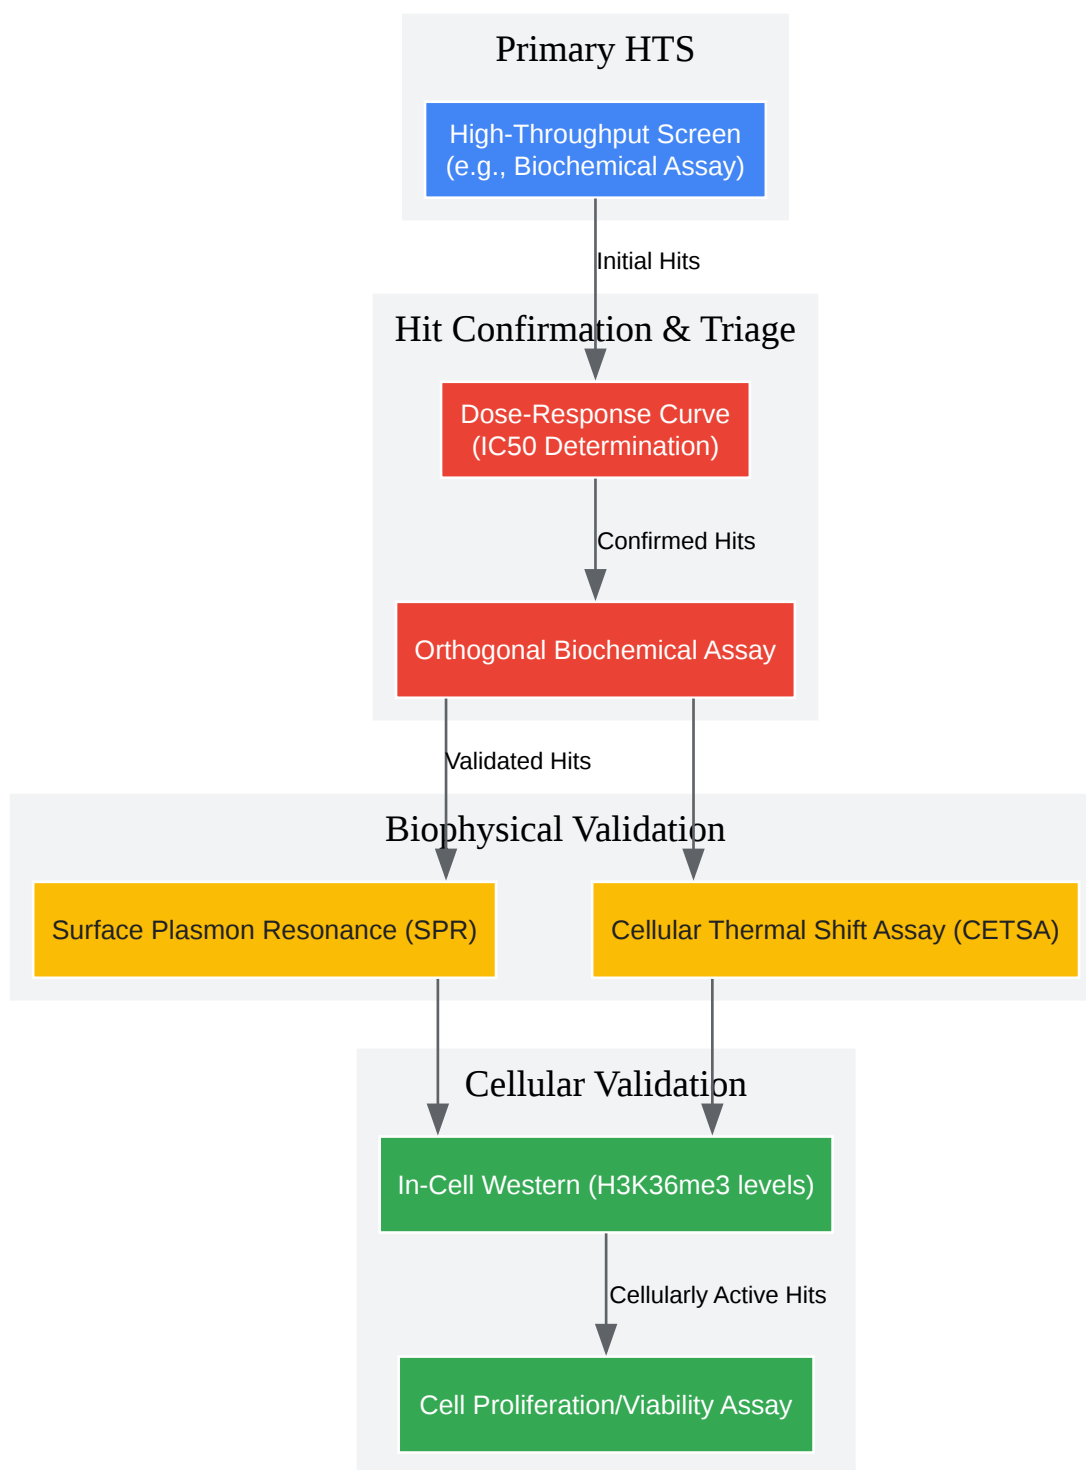 Primary HTS
High-Throughput Screen
(e.g., Biochemical Assay)
Initial Hits
Hit Confirmation & Triage
Dose-Response Curve
(IC50 Determination)
Confirmed Hits
Orthogonal Biochemical Assay
Validated Hits
Biophysical Validation
Surface Plasmon Resonance (SPR)
Cellular Thermal Shift Assay (CETSA)
Cellular Validation
In-Cell Western (H3K36me3 levels)
Cellularly Active Hits
Cell Proliferation/Viability Assay